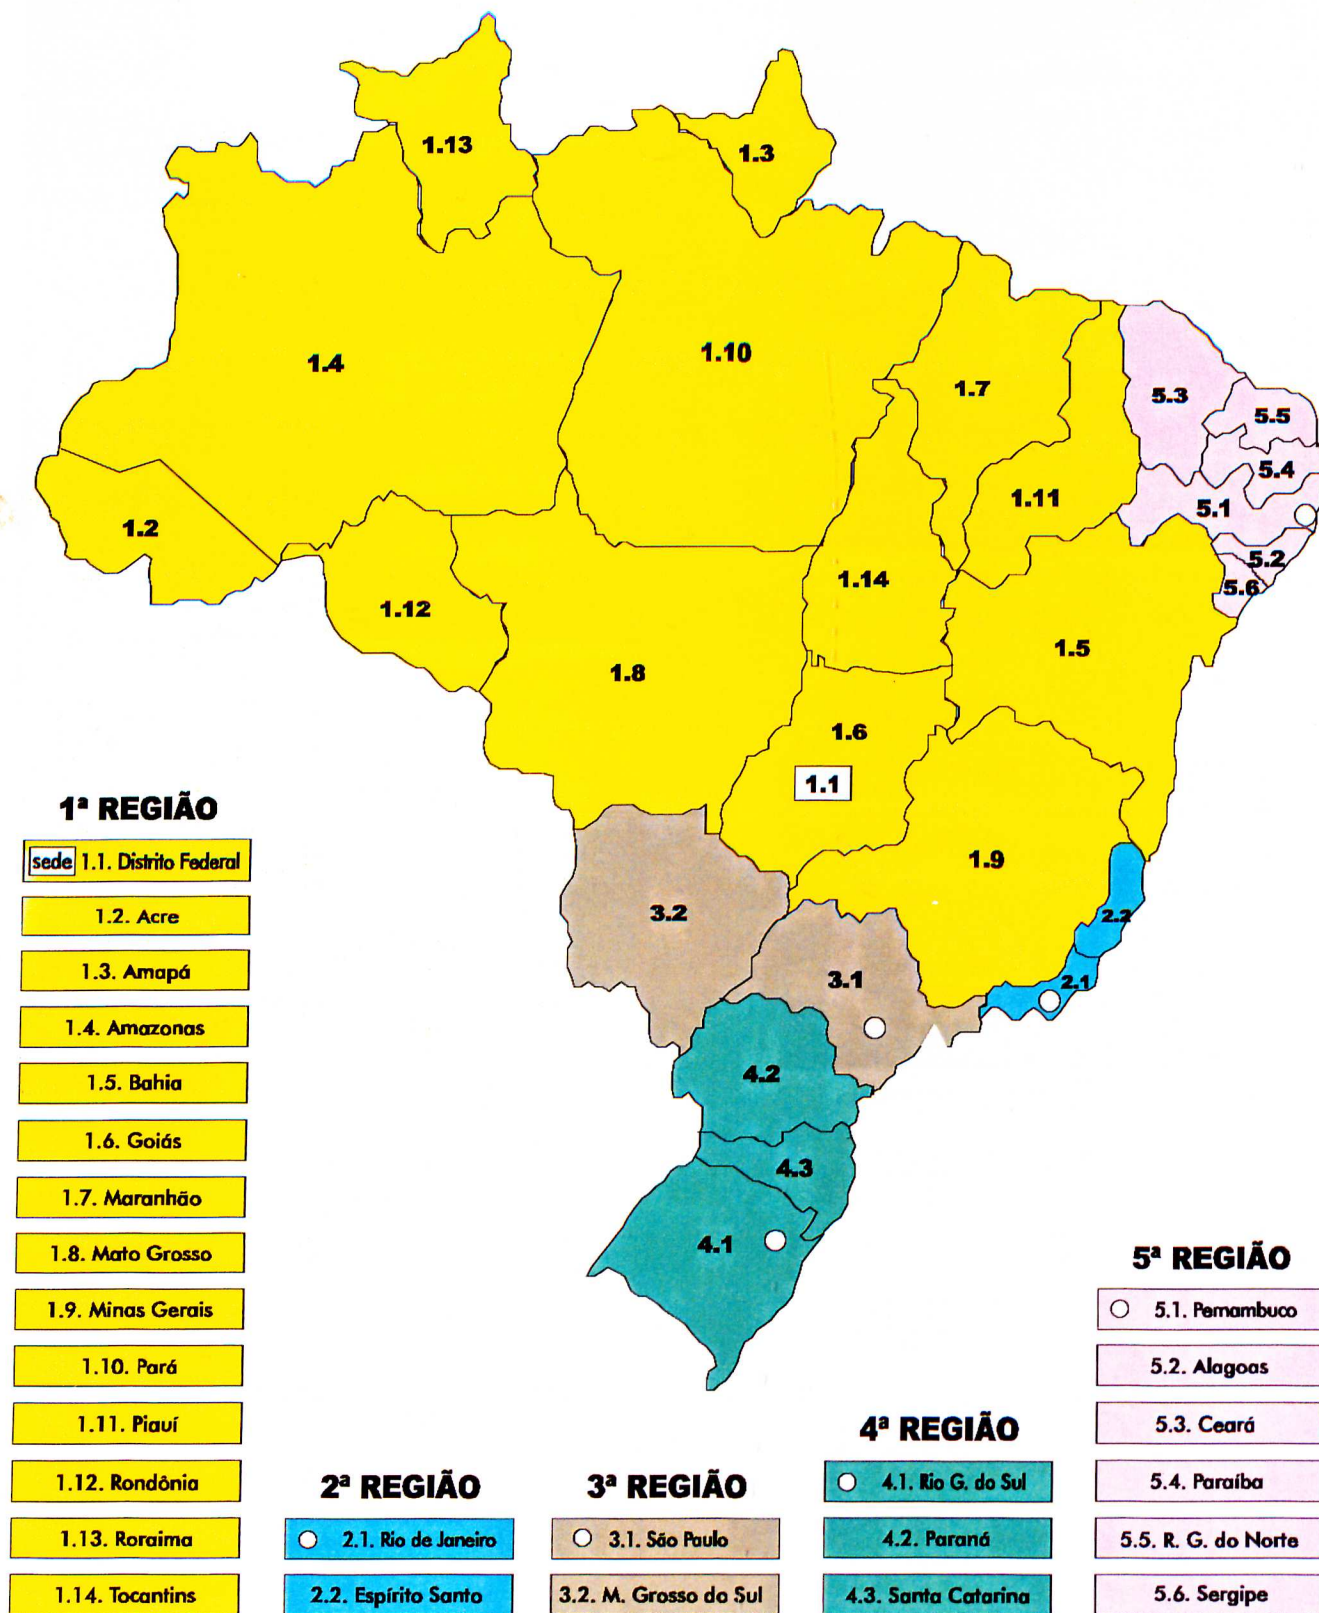 1.13
1.3
1.4
1.10
1.7
5.3
5.5
5.4
5.1
1.11
1.2
5.2
5.6
1.14
1.12
1.5
1.8
1.6
1.1
1.9
3.2
2.2
3.1
2.1
4.2
4.3
4.1
1ª REGIÃO
sede 1.1. Distrito Federal
1.2. Acre
1.3. Amapá
1.4. Amazonas
1.5. Bahia
1.6. Goiás
1.7. Maranhão
1.8. Mato Grosso
1.9. Minas Gerais
1.10. Pará
1.11. Piauí
1.12. Rondônia
1.13. Roraima
1.14. Tocantins
2ª REGIÃO
2.1. Rio de Janeiro
2.2. Espírito Santo
3ª REGIÃO
3.1. São Paulo
3.2. M. Grosso do Sul
4ª REGIÃO
4.1. Rio G. do Sul
4.2. Paraná
4.3. Santa Catarina
5ª REGIÃO
5.1. Pernambuco
5.2. Alagoas
5.3. Ceará
5.4. Paraíba
5.5. R. G. do Norte
5.6. Sergipe